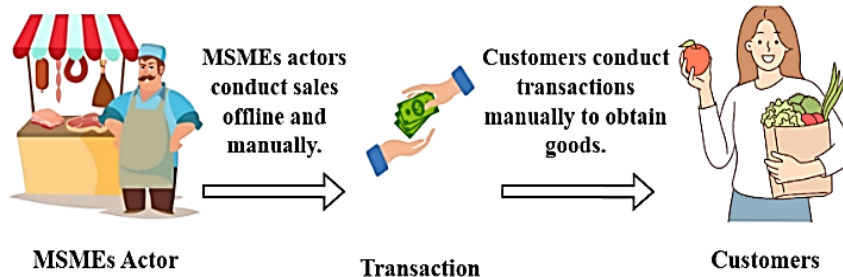 MSMEs actors
conduct sales
offline and
manually.
Customers conduct
transactions
manually to obtain
goods.
MSMEs Actor
Transaction
Customers